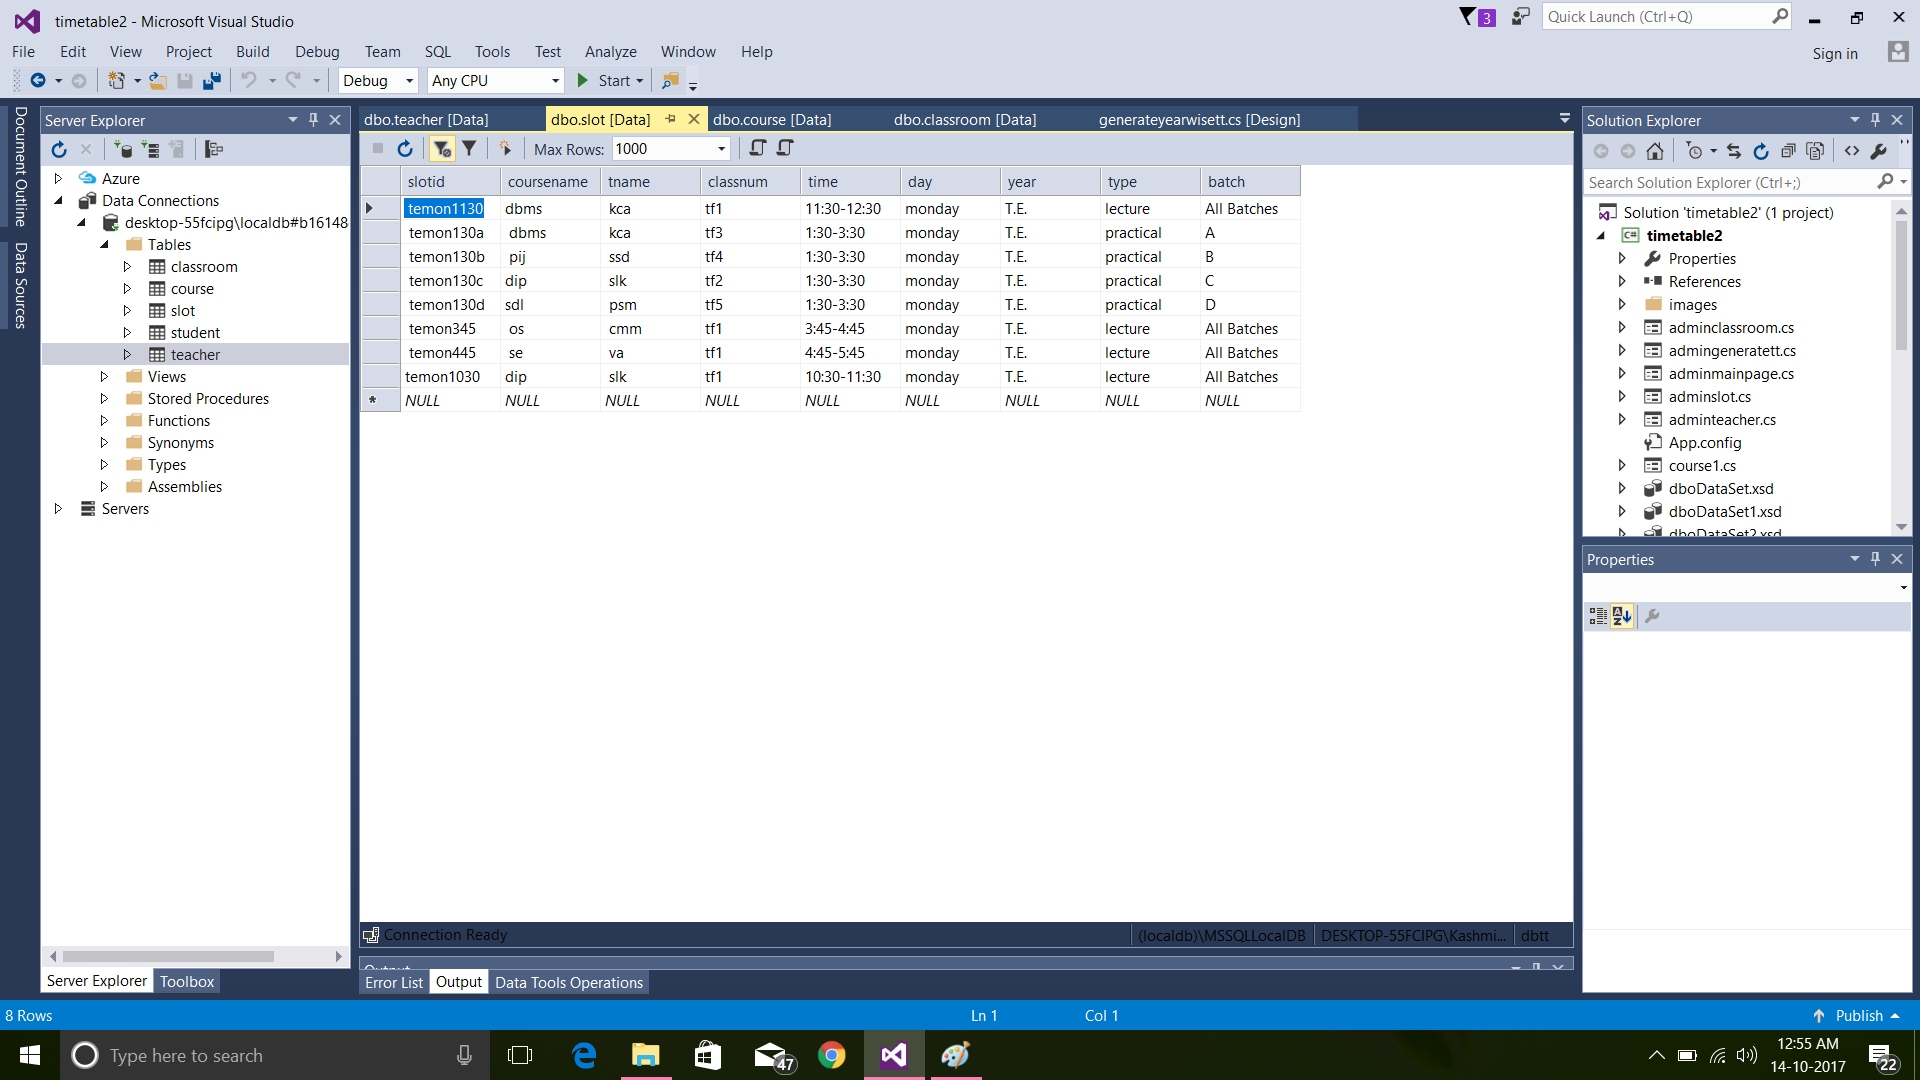 timetable2 - Microsoft Visual Studio
3
Quick Launch (Ctrl+Q)
File Edit View Project Build Debug Team SQL Tools Test Analyze Window Help
Sign in
Debug Any CPU Start
Document Outline
Data Sources
Server Explorer
Azure
Data Connections
desktop-55fcipg\localdb#b16148
Tables
classroom
course
slot
student
teacher
Views
Stored Procedures
Functions
Synonyms
Types
Assemblies
Servers
Server Explorer Toolbox
dbo.teacher [Data] dbo.slot [Data] dbo.course [Data] dbo.classroom [Data] generateyearwisett.cs [Design]
Max Rows: 1000
slotid coursename tname classnum time day year type batch
temon1130 dbms kca tf1 11:30-12:30 monday T.E. lecture All Batches
temon130a dbms kca tf3 1:30-3:30 monday T.E. practical A
temon130b pij ssd tf4 1:30-3:30 monday T.E. practical B
temon130c dip slk tf2 1:30-3:30 monday T.E. practical C
temon130d sdl psm tf5 1:30-3:30 monday T.E. practical D
temon345 os cmm tf1 3:45-4:45 monday T.E. lecture All Batches
temon445 se va tf1 4:45-5:45 monday T.E. lecture All Batches
temon1030 dip slk tf1 10:30-11:30 monday T.E. lecture All Batches
NULL NULL NULL NULL NULL NULL NULL NULL NULL
Connection Ready (localdb)\MSSQLLocalDB DESKTOP-55FCIPG\Kashmi... dbtt
Output
Error List Output Data Tools Operations
Solution Explorer
Search Solution Explorer (Ctrl+;)
Solution 'timetable2' (1 project)
C# timetable2
Properties
References
images
adminclassroom.cs
admingeneratett.cs
adminmainpage.cs
adminslot.cs
adminteacher.cs
App.config
course1.cs
dboDataSet.xsd
dboDataSet1.xsd
dboDataSet2.xsd
Properties
8 Rows Ln 1 Col 1 Publish
Type here to search
47
12:55 AM
14-10-2017
22